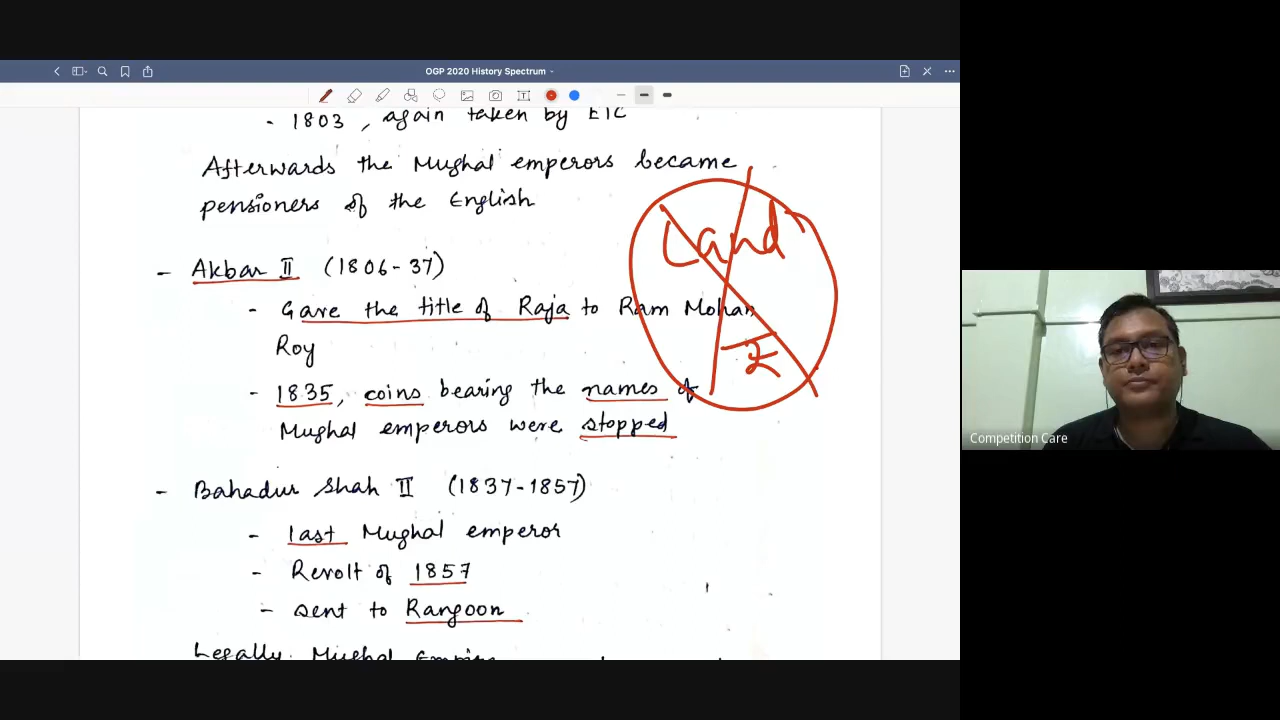 OGP 2020 History Spectrum
- 1803, again taken by EIC
Afterwards the Mughal emperors became
pensioners of the English
- Akbar II (1806-37)
- Gave the title of Raja to Ram Mohan
Roy
- 1835, coins bearing the names of
Mughal emperors were stopped
- Bahadur Shah II (1837-1857)
- last Mughal emperor
- Revolt of 1857
- sent to Rangoon
Legally Mughal Empire
Land
₹
Competition Care